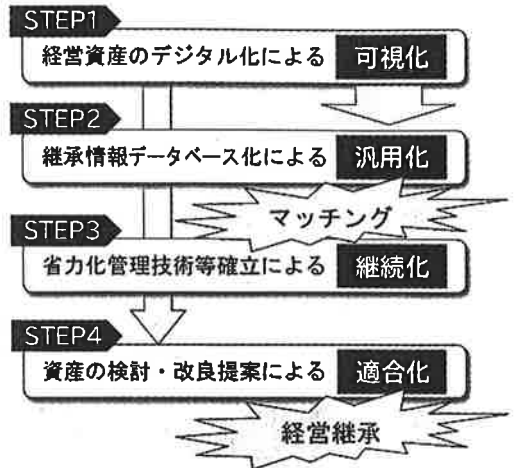 STEP1
経営資産のデジタル化による 可視化
STEP2
継承情報データベース化による 汎用化
マッチング
STEP3
省力化管理技術等確立による 継続化
STEP4
資産の検討・改良提案による 適合化
経営継承